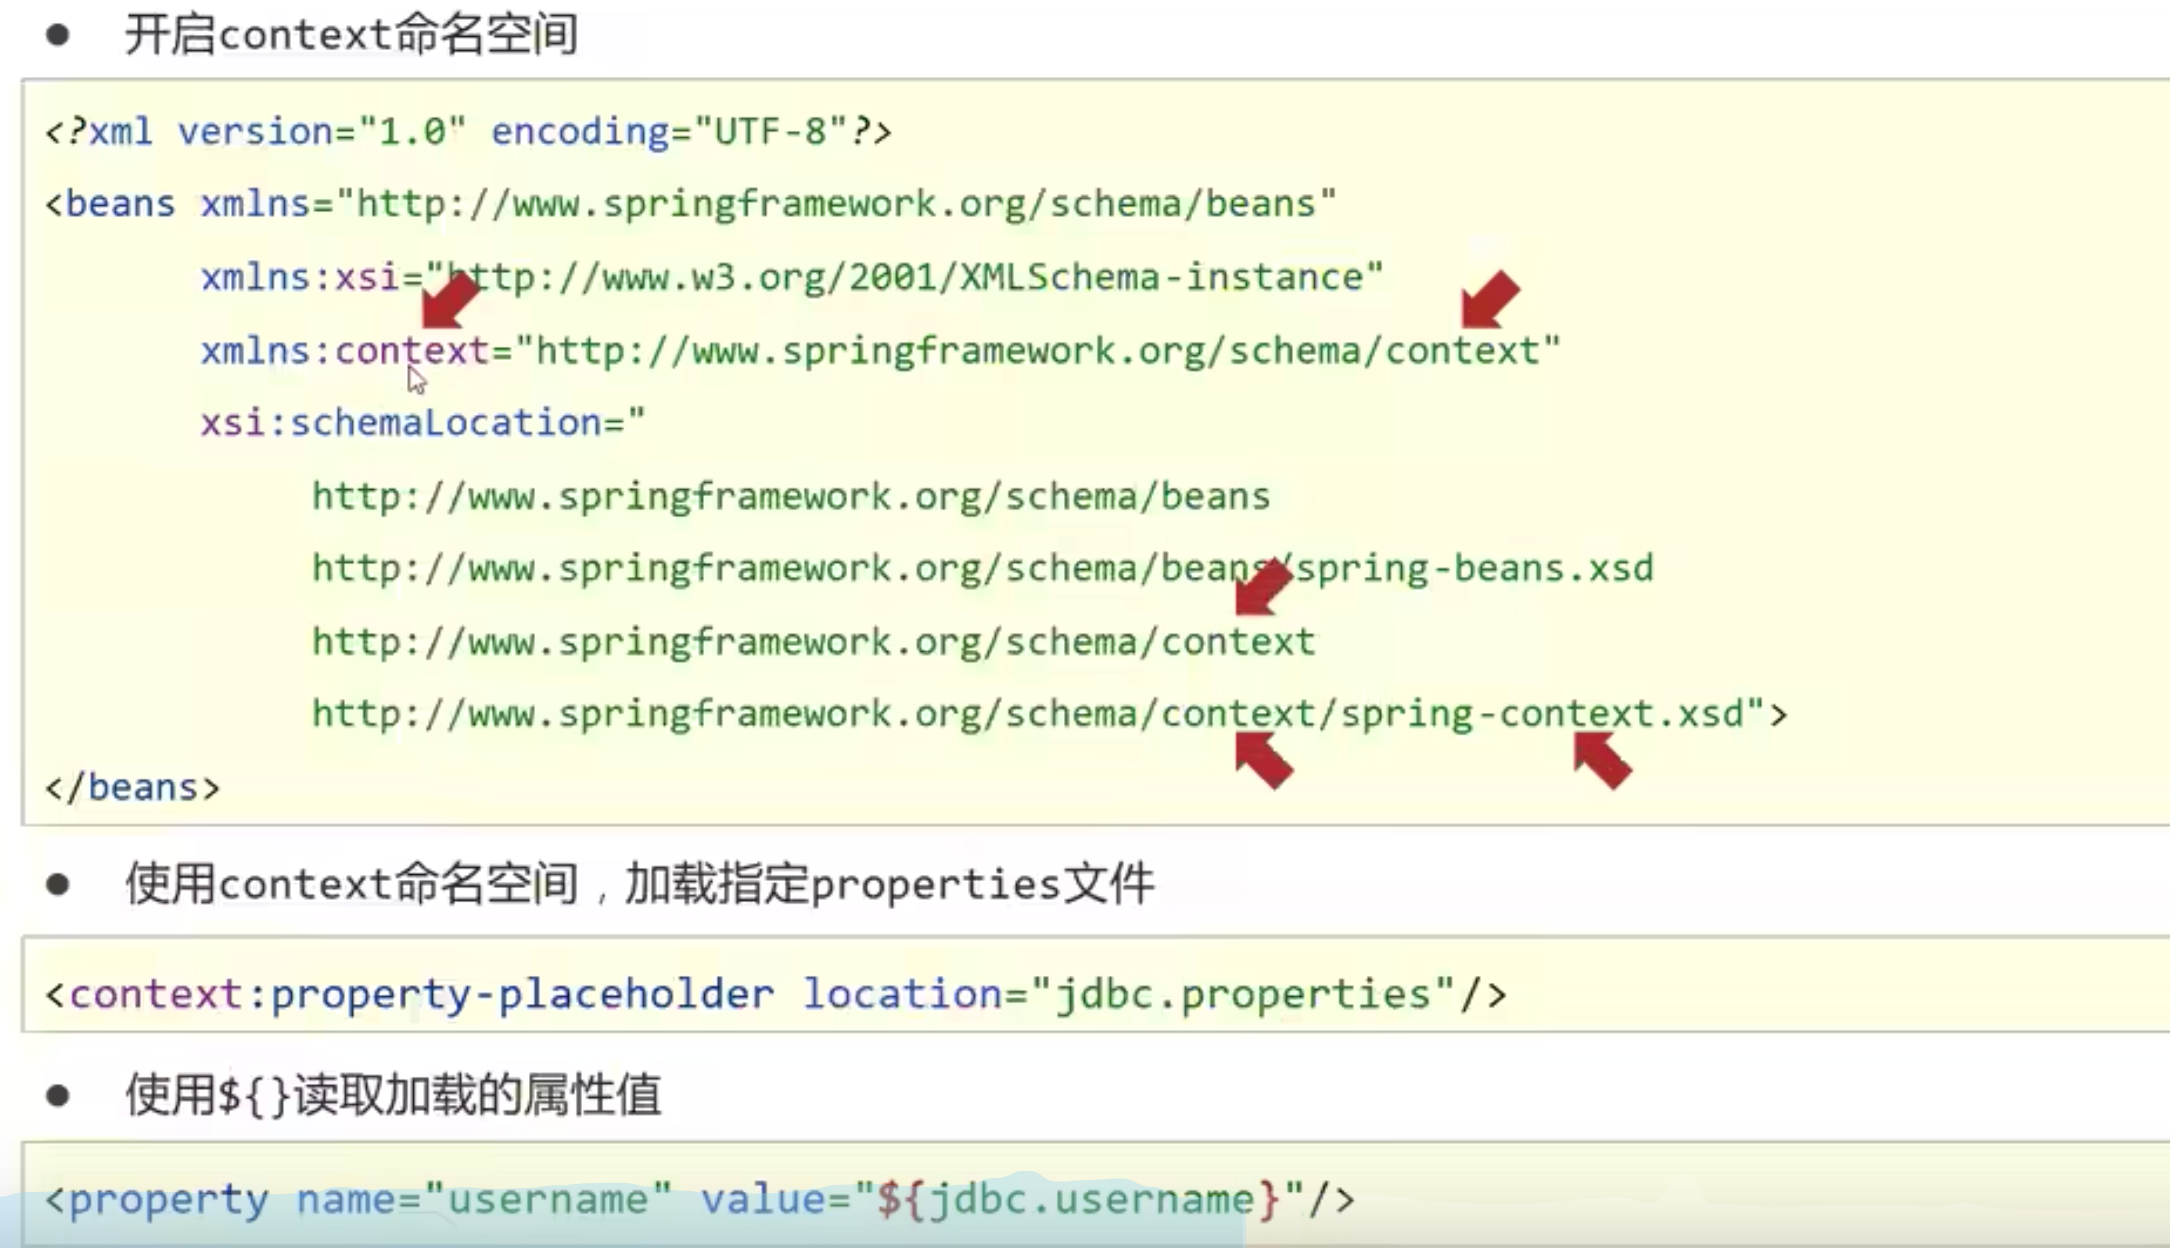 ● 开启context命名空间
<?xml version="1.0" encoding="UTF-8"?>
<beans xmlns="http://www.springframework.org/schema/beans"
xmlns:xsi="http://www.w3.org/2001/XMLSchema-instance"
xmlns:context="http://www.springframework.org/schema/context"
xsi:schemaLocation="
http://www.springframework.org/schema/beans
http://www.springframework.org/schema/beans/spring-beans.xsd
http://www.springframework.org/schema/context
http://www.springframework.org/schema/context/spring-context.xsd">
</beans>
● 使用context命名空间，加载指定properties文件
<context:property-placeholder location="jdbc.properties"/>
● 使用${}读取加载的属性值
<property name="username" value="${jdbc.username}"/>